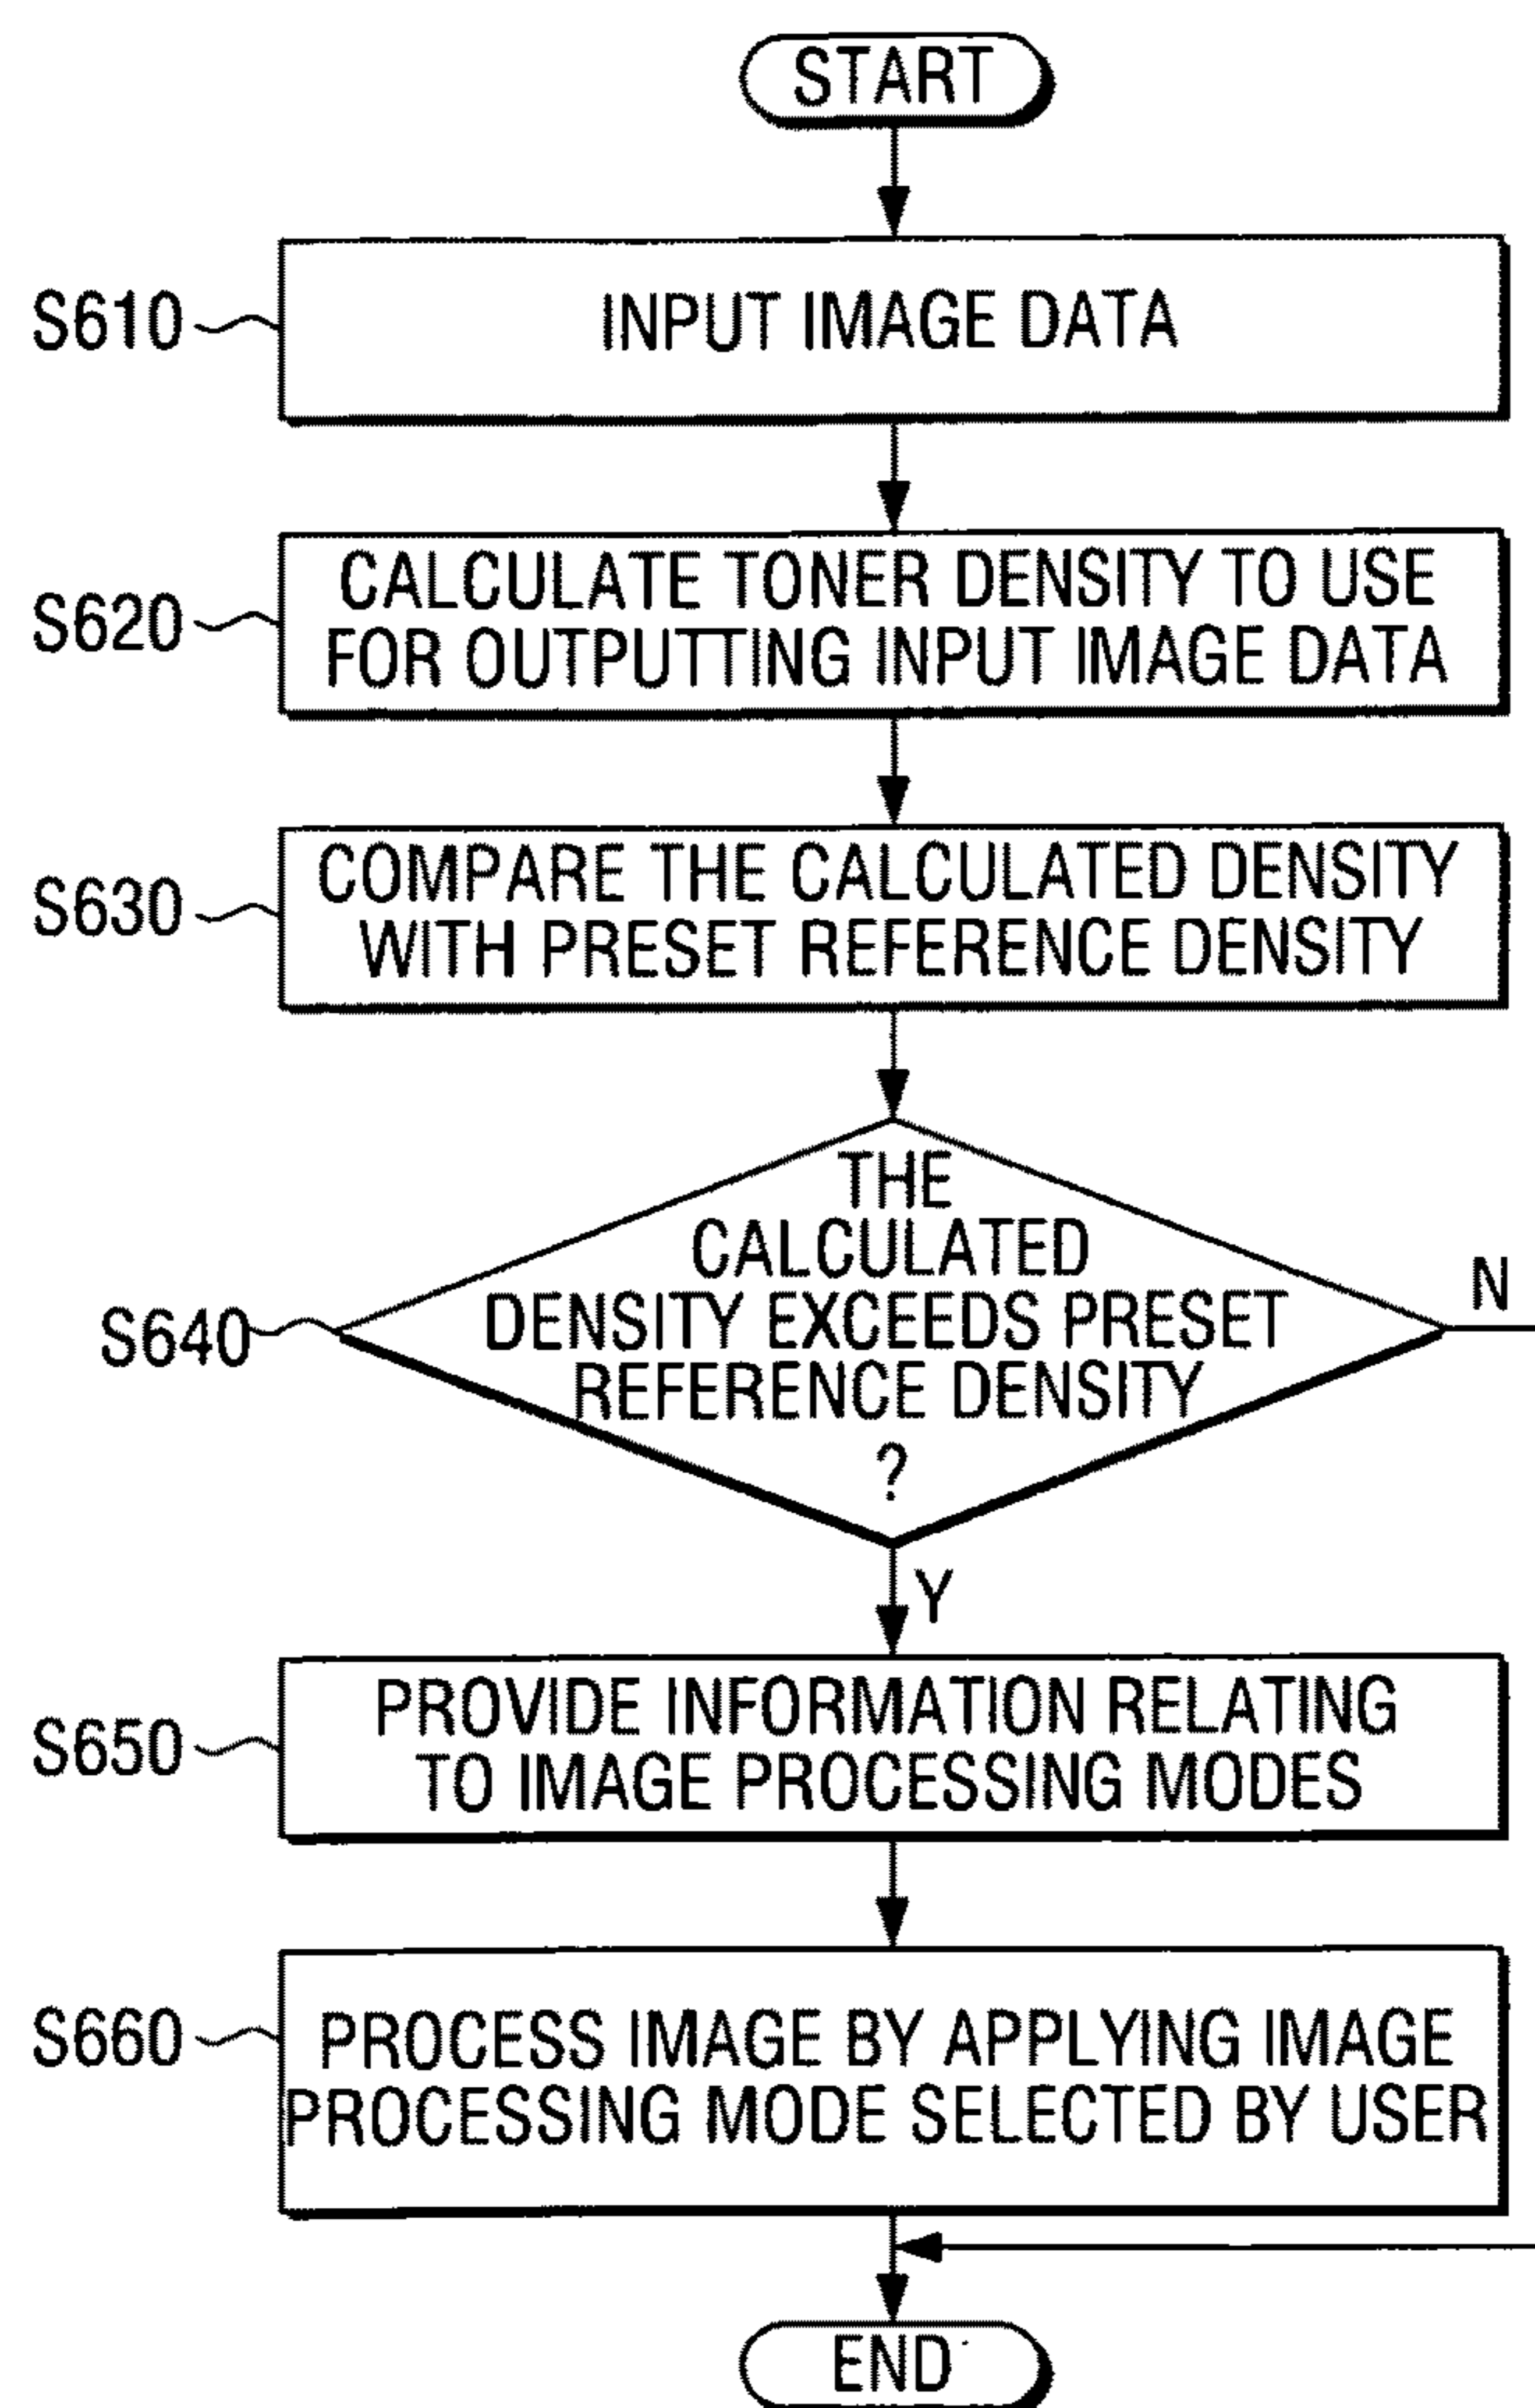 START
S610
INPUT IMAGE DATA
S620
CALCULATE TONER DENSITY TO USE
FOR OUTPUTTING INPUT IMAGE DATA
S630
COMPARE THE CALCULATED DENSITY
WITH PRESET REFERENCE DENSITY
S640
THE
CALCULATED
DENSITY EXCEEDS PRESET
REFERENCE DENSITY
?
N
Y
S650
PROVIDE INFORMATION RELATING
TO IMAGE PROCESSING MODES
S660
PROCESS IMAGE BY APPLYING IMAGE
PROCESSING MODE SELECTED BY USER
END